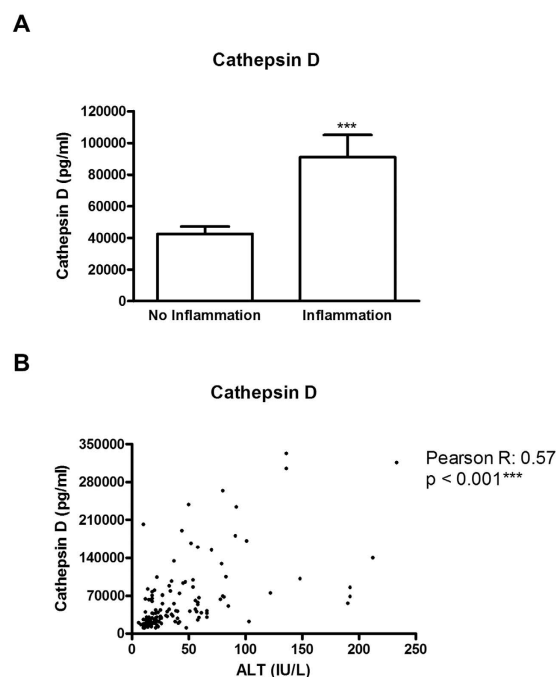 A
Cathepsin D
Cathepsin D (pg/ml)
120000
100000
80000
60000
40000
20000
0
***
No Inflammation Inflammation
B
Cathepsin D
Cathepsin D (pg/ml)
350000
280000
210000
140000
70000
0
0 50 100 150 200 250
ALT (IU/L)
Pearson R: 0.57
p < 0.001***